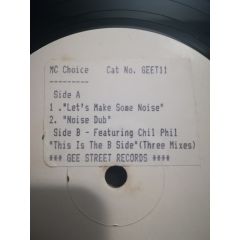 MC Choice Cat No. GEET11
---------
Side A
1 ."Let's Make Some Noise"
2. "Noise Dub"
Side B - Featuring Chil Phil
"This Is The B Side"(Three Mixes)
*** GEE STREET RECORDS ****